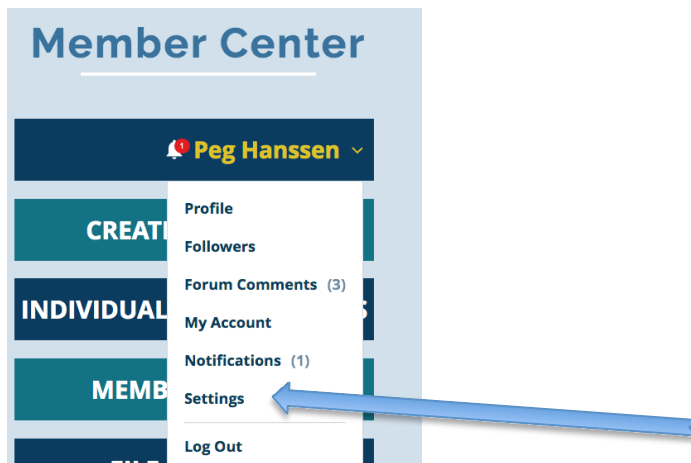 Member Center
1 Peg Hanssen
Profile
CREAT
Followers
Forum Comments (3)
INDIVIDUAL S
My Account
Notifications (1)
MEMB
Settings
Log Out